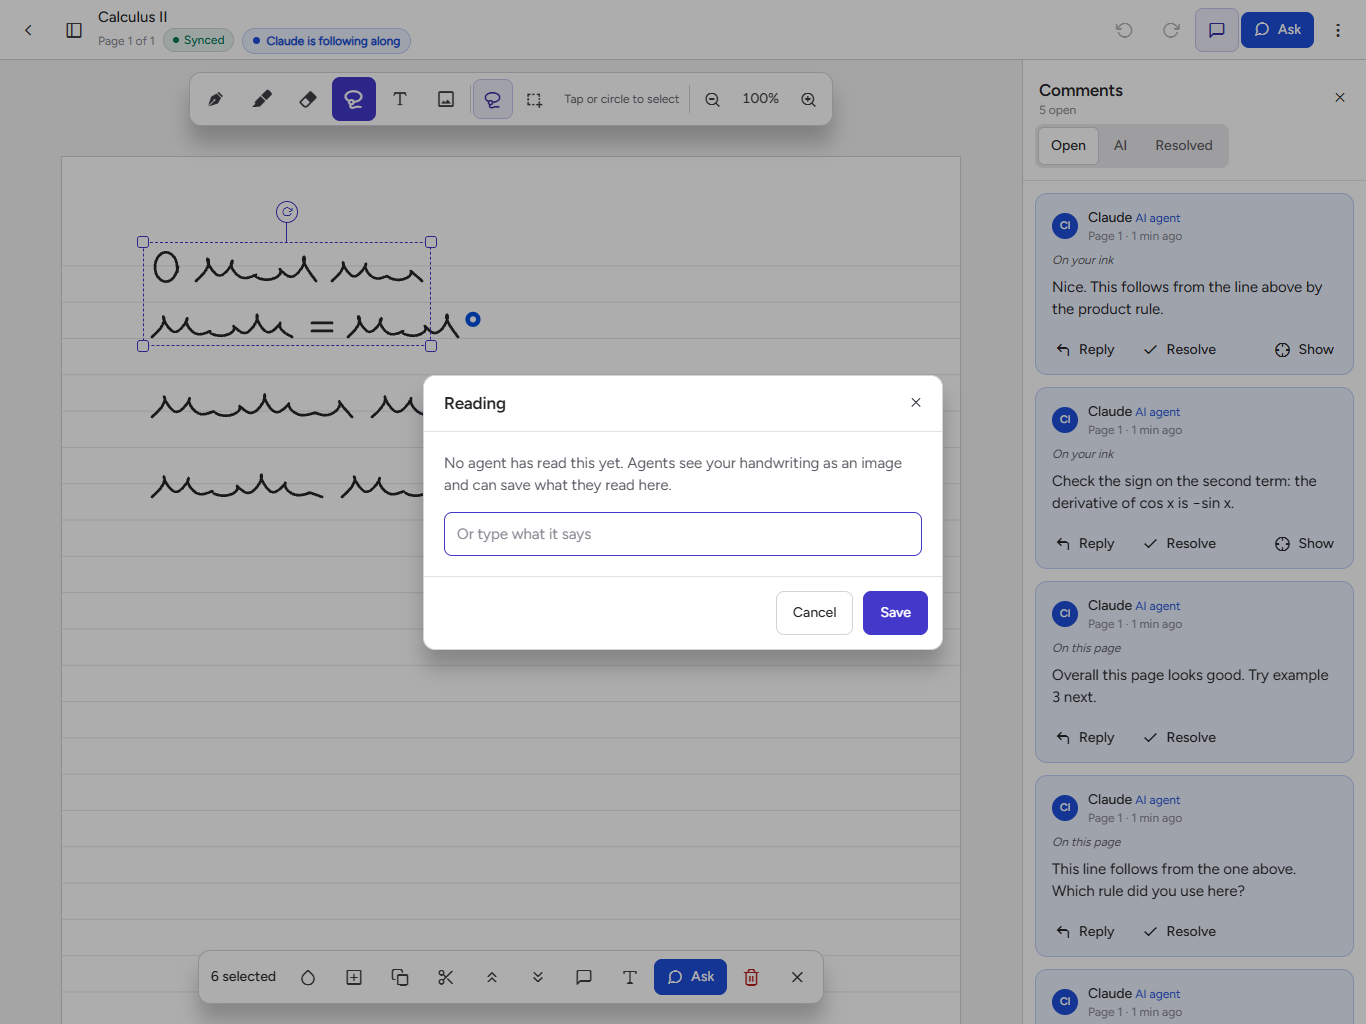 Calculus II
Page 1 of 1
Synced
Claude is following along
Ask
T
Tap or circle to select
100%
0
=
Reading
No agent has read this yet. Agents see your handwriting as an image
and can save what they read here.
Or type what it says
Cancel
Save
6 selected
T
Ask
Comments
5 open
Open
AI
Resolved
Cl
Claude AI agent
Page 1 · 1 min ago
On your ink
Nice. This follows from the line above by
the product rule.
Reply
Resolve
Show
Cl
Claude AI agent
Page 1 · 1 min ago
On your ink
Check the sign on the second term: the
derivative of cos x is −sin x.
Reply
Resolve
Show
Cl
Claude AI agent
Page 1 · 1 min ago
On this page
Overall this page looks good. Try example
3 next.
Reply
Resolve
Cl
Claude AI agent
Page 1 · 1 min ago
On this page
This line follows from the one above.
Which rule did you use here?
Reply
Resolve
Cl
Claude AI agent
Page 1 · 1 min ago